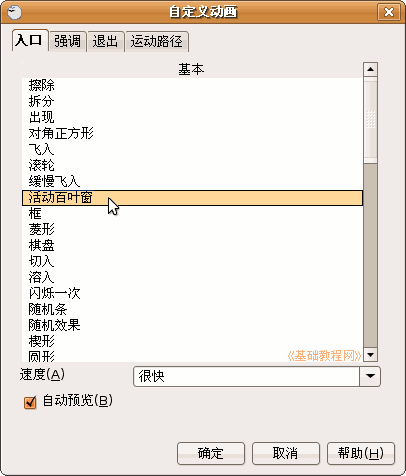 自定义动画
入口 强调 退出 运动路径
基本
擦除
拆分
出现
对角正方形
飞入
滚轮
缓慢飞入
活动百叶窗
框
菱形
棋盘
切入
溶入
闪烁一次
随机条
随机效果
楔形
圆形
《基础教程网》
速度(A) 很快
自动预览(B)
确定 取消 帮助(H)